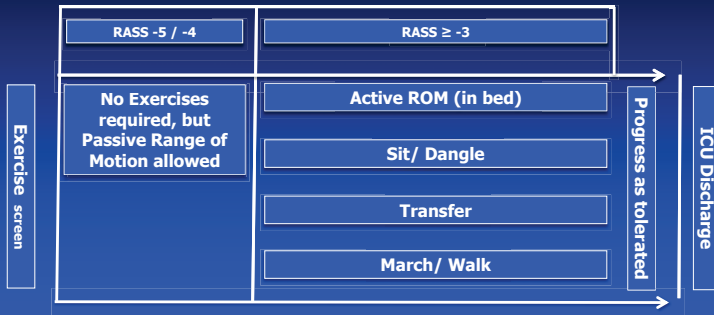 RASS -5 / -4
RASS ≥ -3
Exercise screen
No Exercises
required, but
Passive Range of
Motion allowed
Active ROM (in bed)
Sit/ Dangle
Transfer
March/ Walk
Progress as tolerated
ICU Discharge